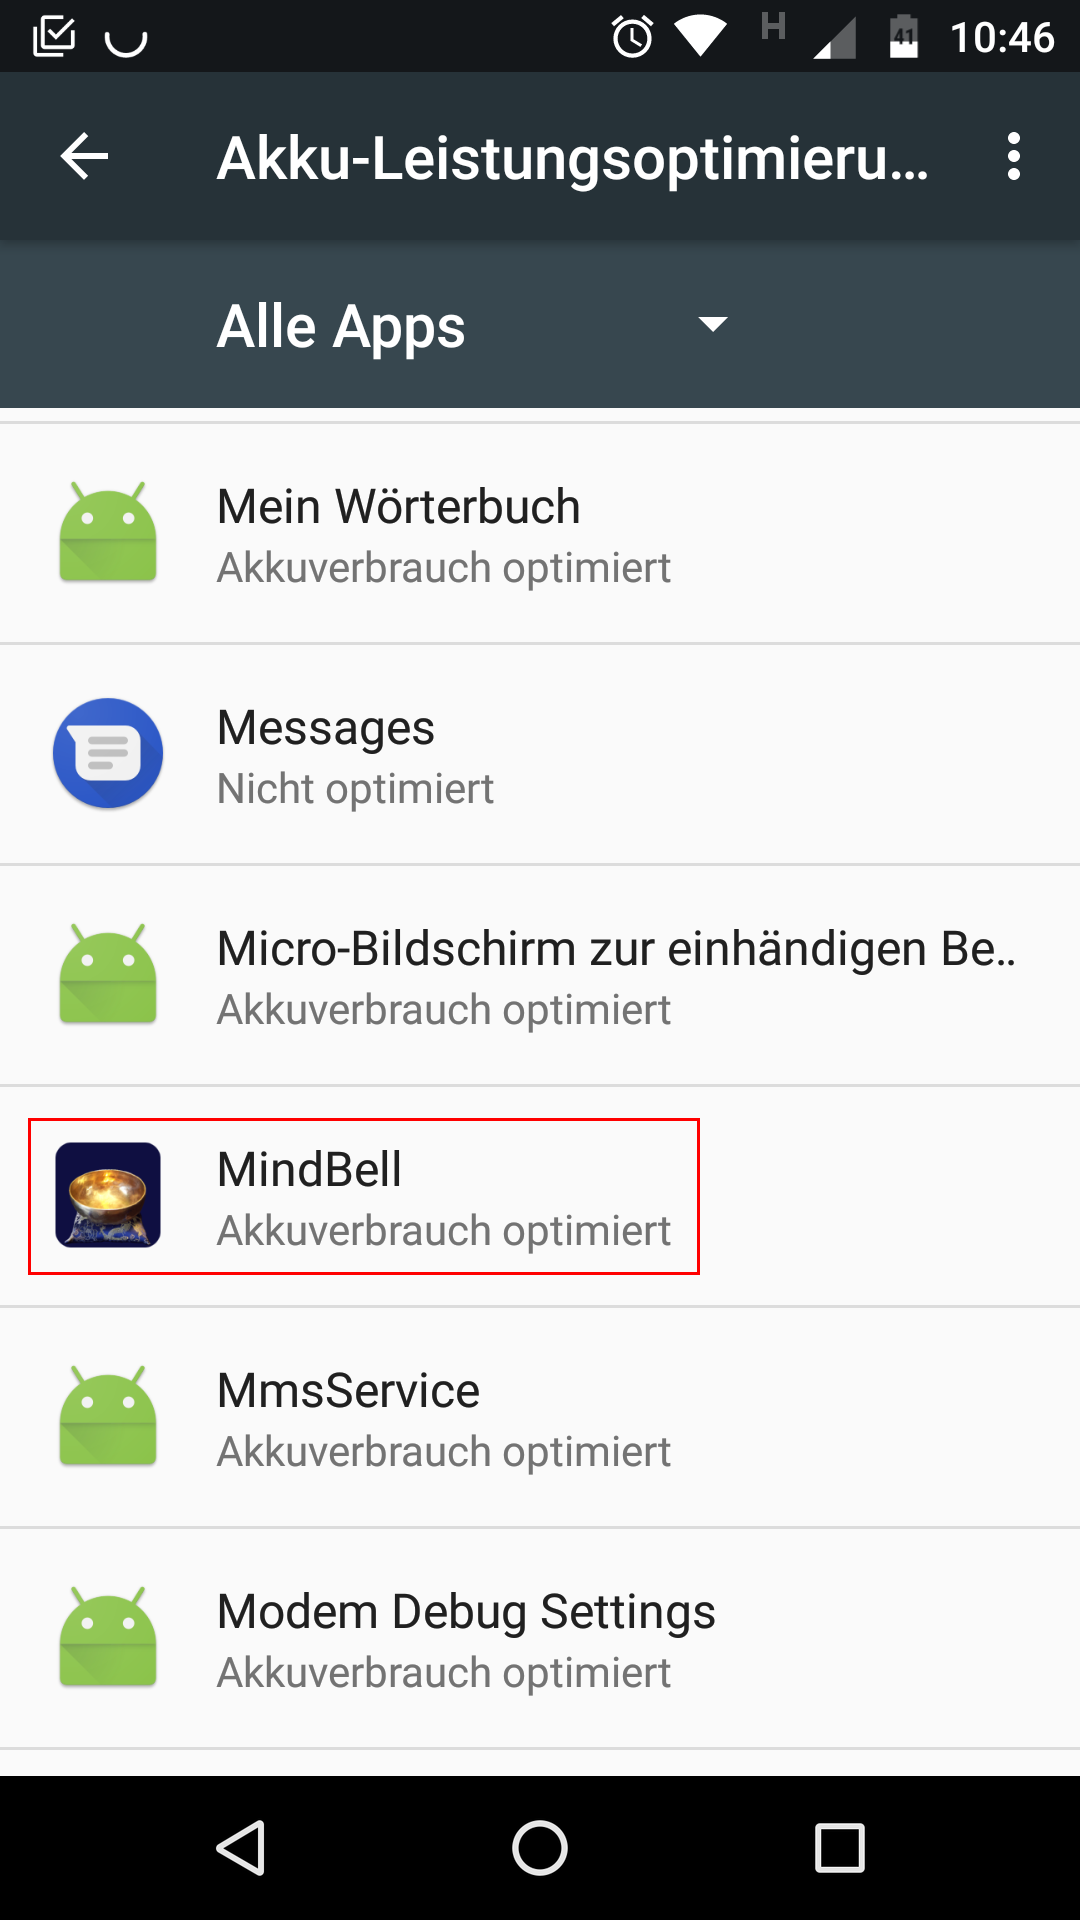 H 41 10:46
Akku-Leistungsoptimieru...
Alle Apps
Mein Wörterbuch
Akkuverbrauch optimiert
Messages
Nicht optimiert
Micro-Bildschirm zur einhändigen Be..
Akkuverbrauch optimiert
MindBell
Akkuverbrauch optimiert
MmsService
Akkuverbrauch optimiert
Modem Debug Settings
Akkuverbrauch optimiert